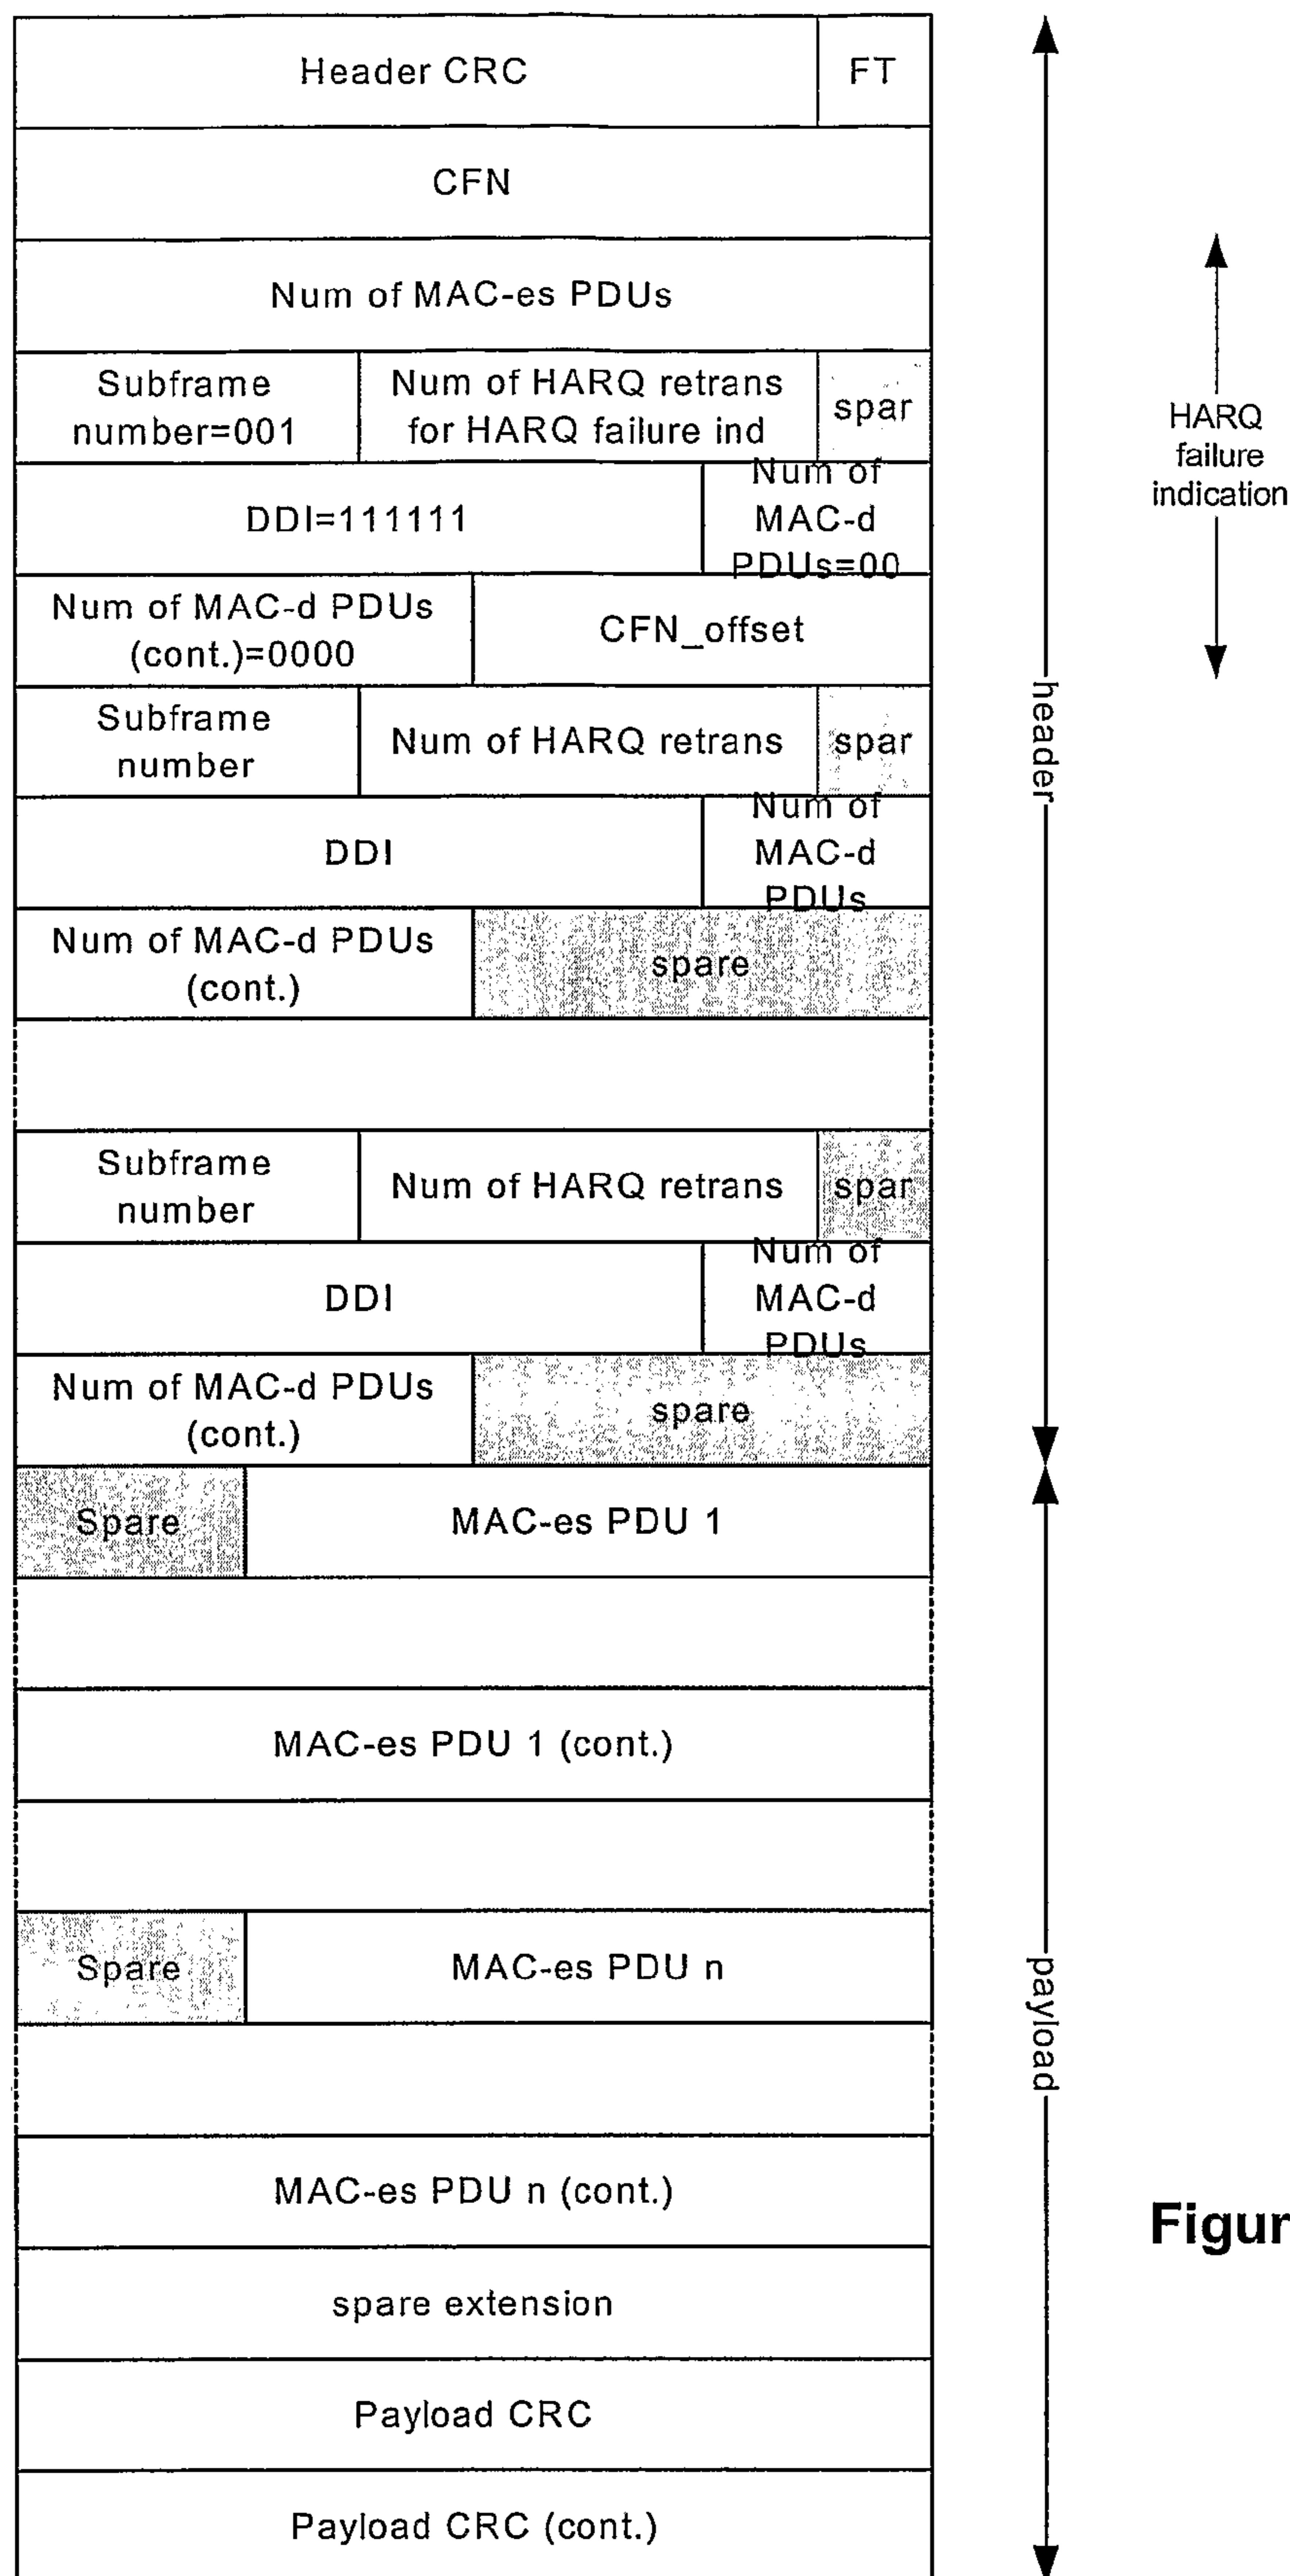 Header CRC FT
CFN
Num of MAC-es PDUs
Subframe
number=001
Num of HARQ retrans
for HARQ failure ind
spar
HARQ
failure
indication
DDI=111111
Num of
MAC-d
PDUs=00
Num of MAC-d PDUs
(cont.)=0000
CFN_offset
Subframe
number
Num of HARQ retrans
spar
header
DDI
Num of
MAC-d
PDUs
Num of MAC-d PDUs
(cont.)
spare
Subframe
number
Num of HARQ retrans
spar
DDI
Num of
MAC-d
PDUs
Num of MAC-d PDUs
(cont.)
spare
Spare
MAC-es PDU 1
MAC-es PDU 1 (cont.)
Spare
MAC-es PDU n
payload
MAC-es PDU n (cont.)
Figur
spare extension
Payload CRC
Payload CRC (cont.)